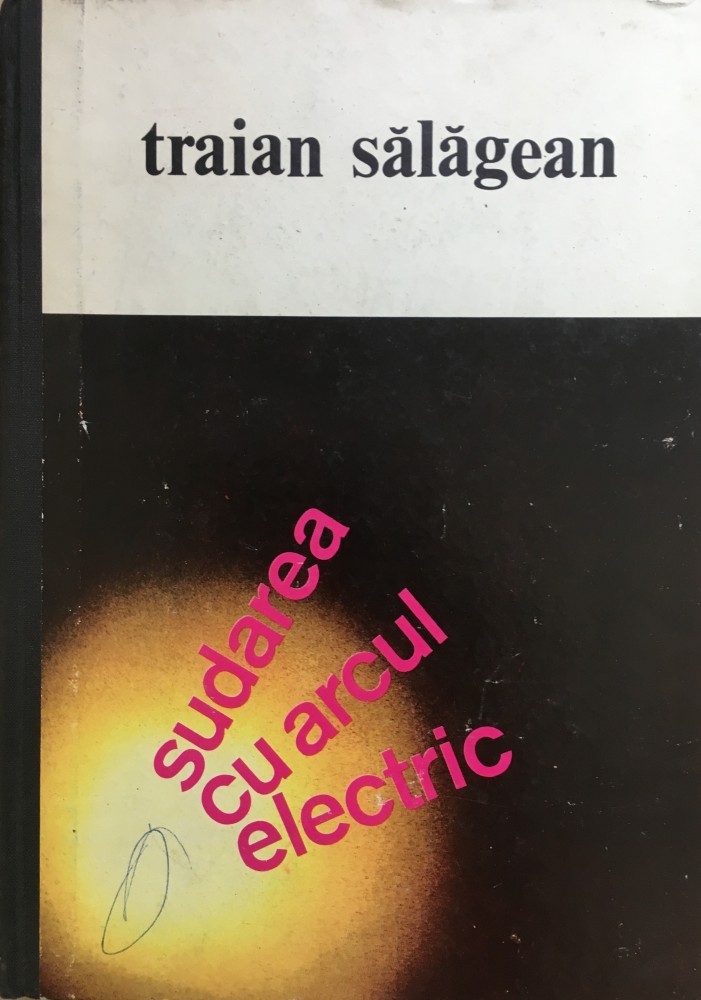 traian sălăgean
sudarea
cu arcul
electric